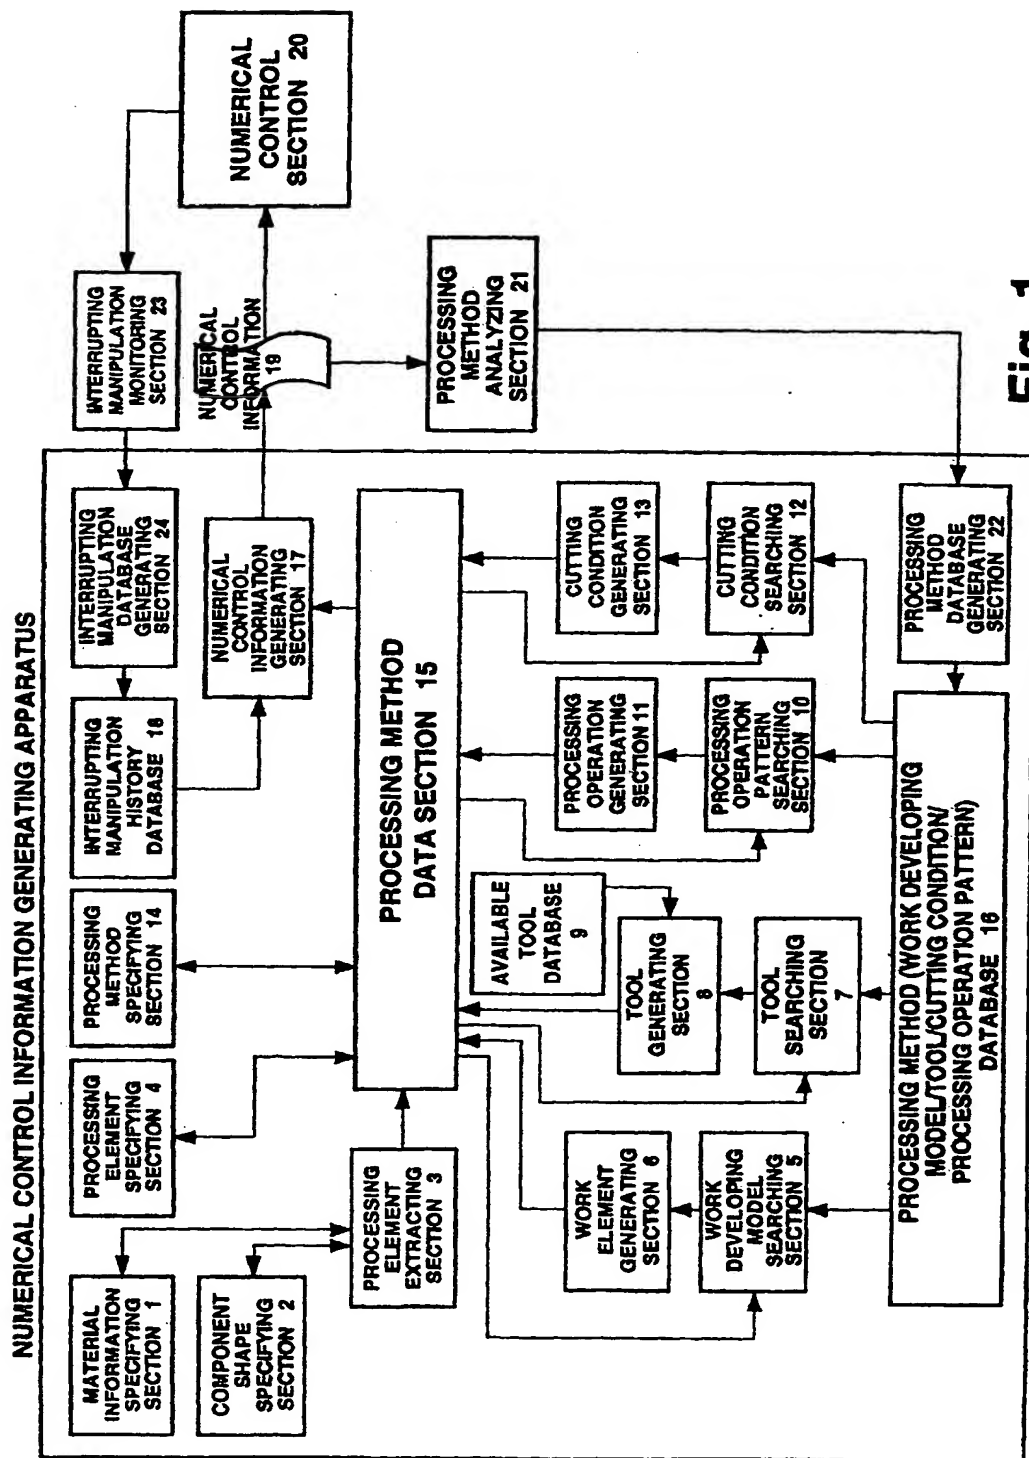 NUMERICAL CONTROL INFORMATION GENERATING APPARATUS
MATERIAL
INFORMATION
SPECIFYING
SECTION 1
COMPONENT
SHAPE
SPECIFYING
SECTION 2
PROCESSING
ELEMENT
SPECIFYING
SECTION 4
PROCESSING
ELEMENT
EXTRACTING
SECTION 3
PROCESSING
METHOD
SPECIFYING
SECTION 14
INTERRUPTING
MANIPULATION
HISTORY
DATABASE 18
INTERRUPTING
MANIPULATION
DATABASE
GENERATING
SECTION 24
INTERRUPTING
MANIPULATION
MONITORING
SECTION 23
NUMERICAL
CONTROL
INFORMATION
GENERATING
SECTION 17
NUMERICAL
CONTROL
INFORMATION
19
NUMERICAL
CONTROL
SECTION 20
PROCESSING METHOD
DATA SECTION 15
PROCESSING
METHOD
ANALYZING
SECTION 21
WORK
ELEMENT
GENERATING
SECTION 6
WORK
DEVELOPING
MODEL
SEARCHING
SECTION 5
AVAILABLE
TOOL
DATABASE
9
TOOL
GENERATING
SECTION
8
TOOL
SEARCHING
SECTION
7
PROCESSING
OPERATION
GENERATING
SECTION 11
PROCESSING
OPERATION
PATTERN
SEARCHING
SECTION 10
CUTTING
CONDITION
GENERATING
SECTION 13
CUTTING
CONDITION
SEARCHING
SECTION 12
PROCESSING METHOD (WORK DEVELOPING
MODEL/TOOL/CUTTING CONDITION/
PROCESSING OPERATION PATTERN)
DATABASE 16
PROCESSING
METHOD
DATABASE
GENERATING
SECTION 22
Fig. 1